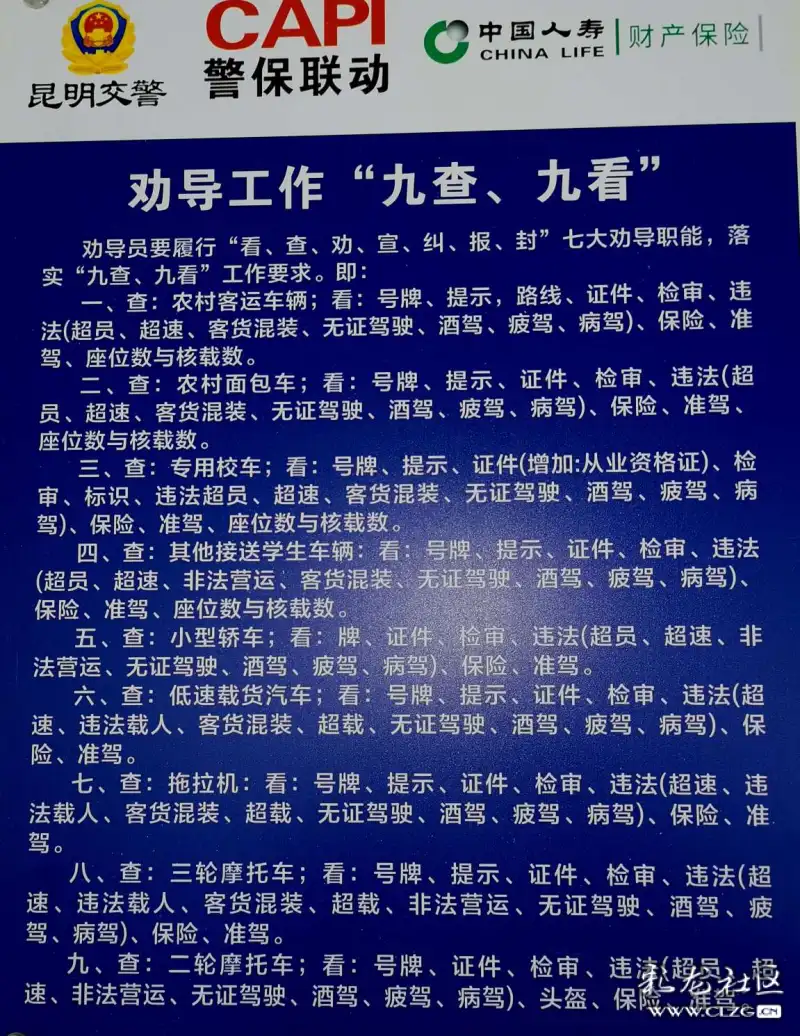 昆明交警
CAPI
警保联动
中国人寿
CHINA LIFE
财产保险
劝导工作“九查、九看”
劝导员要履行“看、查、劝、宣、纠、报、封”七大劝导职能，落
实“九查、九看”工作要求。即：
一、查：农村客运车辆；看：号牌、提示，路线、证件、检审、违
法(超员、超速、客货混装、无证驾驶、酒驾、疲驾、病驾)、保险、准
驾、座位数与核载数。
二、查：农村面包车；看：号牌、提示、证件、检审、违法(超
员、超速、客货混装、无证驾驶、酒驾、疲驾、病驾)、保险、准驾、
座位数与核载数。
三、查：专用校车；看：号牌、提示、证件(增加:从业资格证)、检
审、标识、违法超员、超速、客货混装、无证驾驶、酒驾、疲驾、病
驾)、保险、准驾、座位数与核载数。
四、查：其他接送学生车辆：看：号牌、提示、证件、检审、违法
(超员、超速、非法营运、客货混装、无证驾驶、酒驾、疲驾、病驾)、
保险、准驾、座位数与核载数。
五、查：小型轿车；看：牌、证件、检审、违法(超员、超速、非
法营运、无证驾驶、酒驾、疲驾、病驾)、保险、准驾。
六、查：低速载货汽车；看：号牌、提示、证件、检审、违法(超
速、违法载人、客货混装、超载、无证驾驶、酒驾、疲驾、病驾)、保
险、准驾。
七、查：拖拉机：看：号牌、提示、证件、检审、违法(超速、违
法载人、客货混装、超载、无证驾驶、酒驾、疲驾、病驾)、保险、准
驾。
八、查：三轮摩托车；看：号牌、提示、证件、检审、违法(超
速、违法载人、客货混装、超载、非法营运、无证驾驶、酒驾、疲
驾、病驾)、保险、准驾。
九、查：二轮摩托车；看：号牌、证件、检审、违法(超员、超
速、非法营运、无证驾驶、酒驾、疲驾、病驾)、头盔、保险、准驾。
彩龙社区
WWW.CLZG.CN